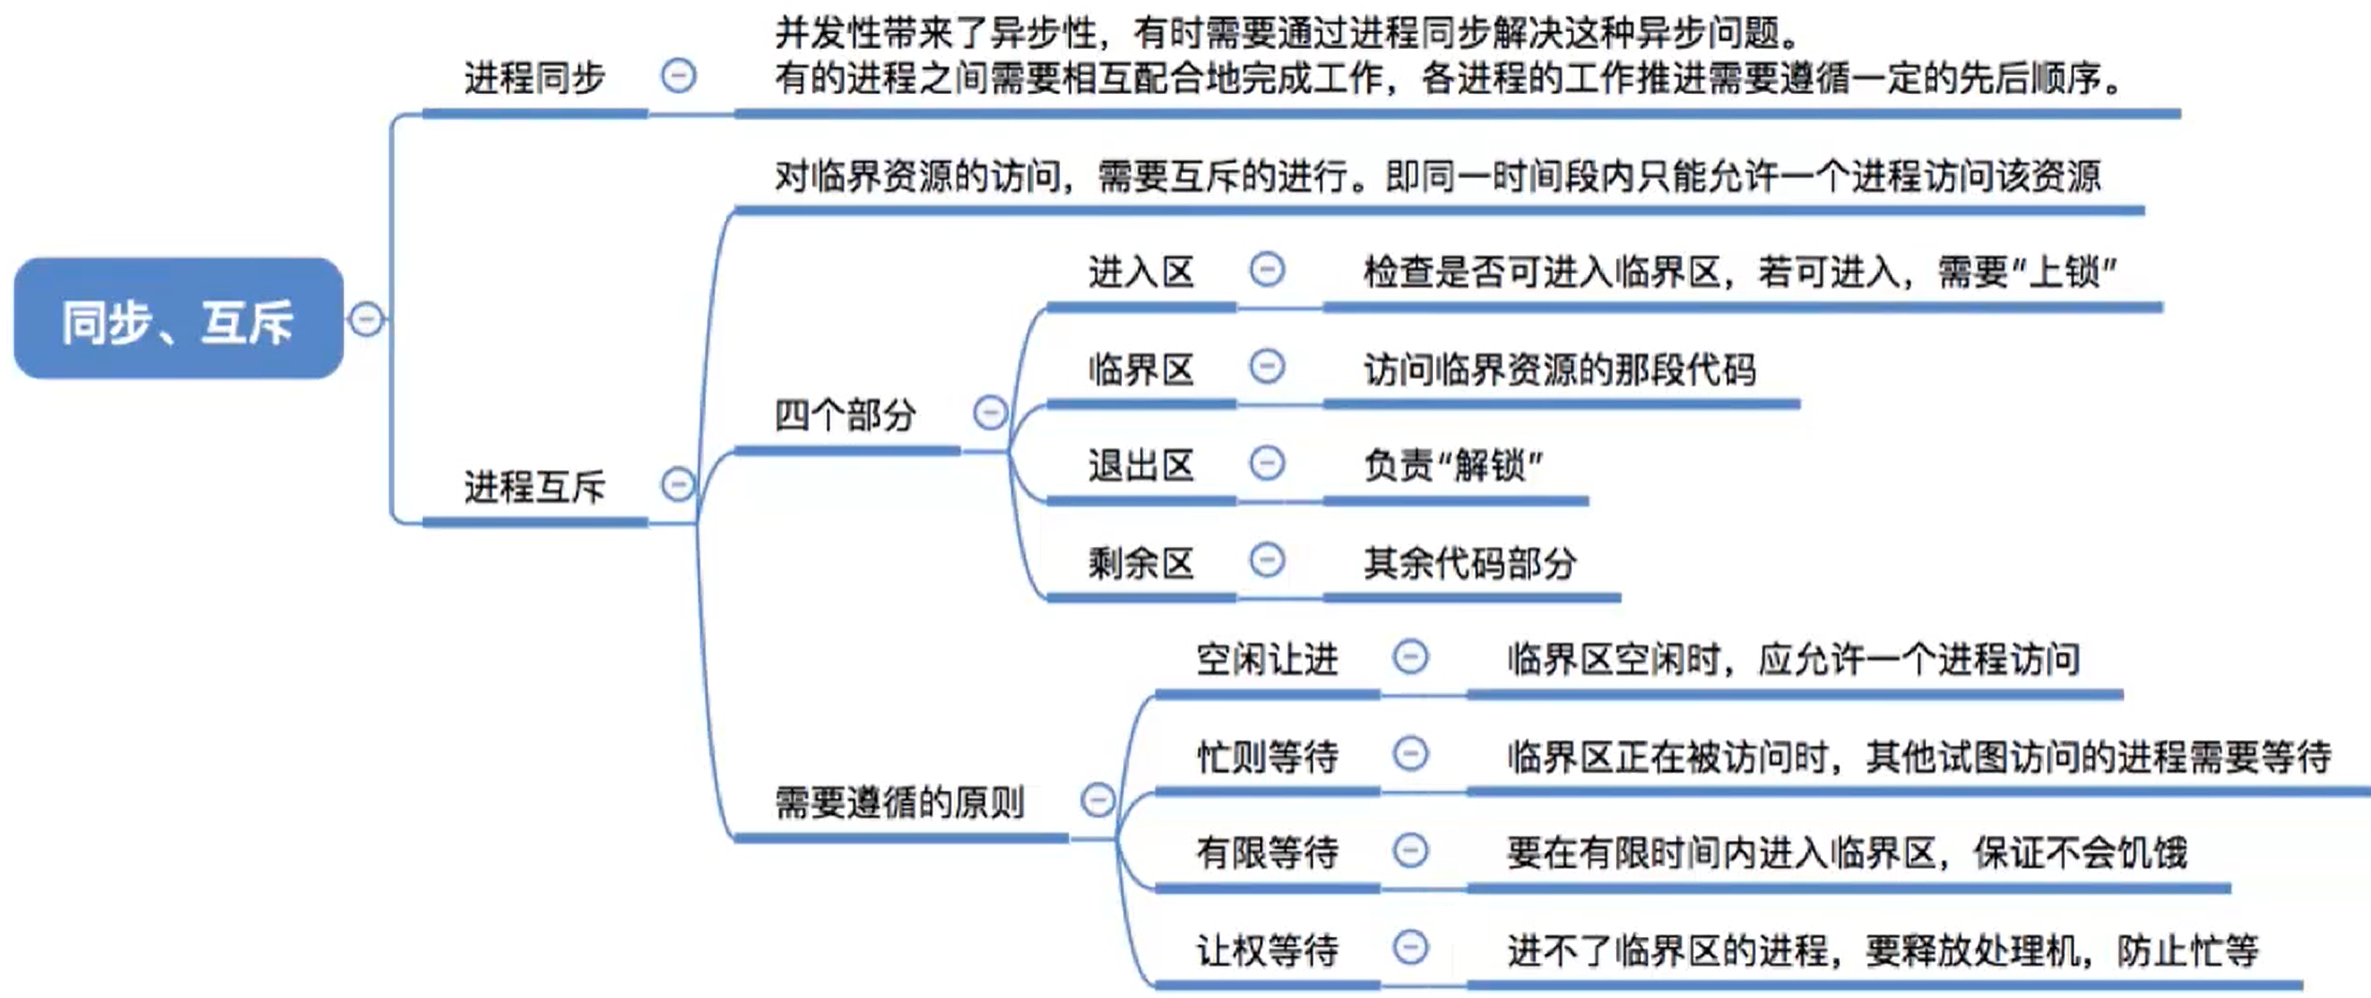 并发性带来了异步性，有时需要通过进程同步解决这种异步问题。
进程同步
有的进程之间需要相互配合地完成工作，各进程的工作推进需要遵循一定的先后顺序。
对临界资源的访问，需要互斥的进行。即同一时间段内只能允许一个进程访问该资源
进入区
检查是否可进入临界区，若可进入，需要“上锁”
同步、互斥
临界区
访问临界资源的那段代码
四个部分
退出区
负责“解锁”
进程互斥
剩余区
其余代码部分
空闲让进
临界区空闲时，应允许一个进程访问
忙则等待
临界区正在被访问时，其他试图访问的进程需要等待
需要遵循的原则
有限等待
要在有限时间内进入临界区，保证不会饥饿
让权等待
进不了临界区的进程，要释放处理机，防止忙等